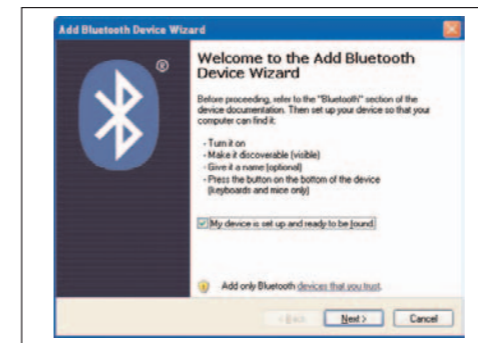 Add Bluetooth Device Wizard
®
Welcome to the Add Bluetooth
Device Wizard
Before proceeding, refer to the "Bluetooth" section of the
device documentation. Then set up your device so that your
computer can find it:
- Turn it on
- Make it discoverable (visible)
- Give it a name (optional)
- Press the button on the bottom of the device
(keyboards and mice only)
My device is set up and ready to be found.
Add only Bluetooth devices that you trust.
< Back Next > Cancel